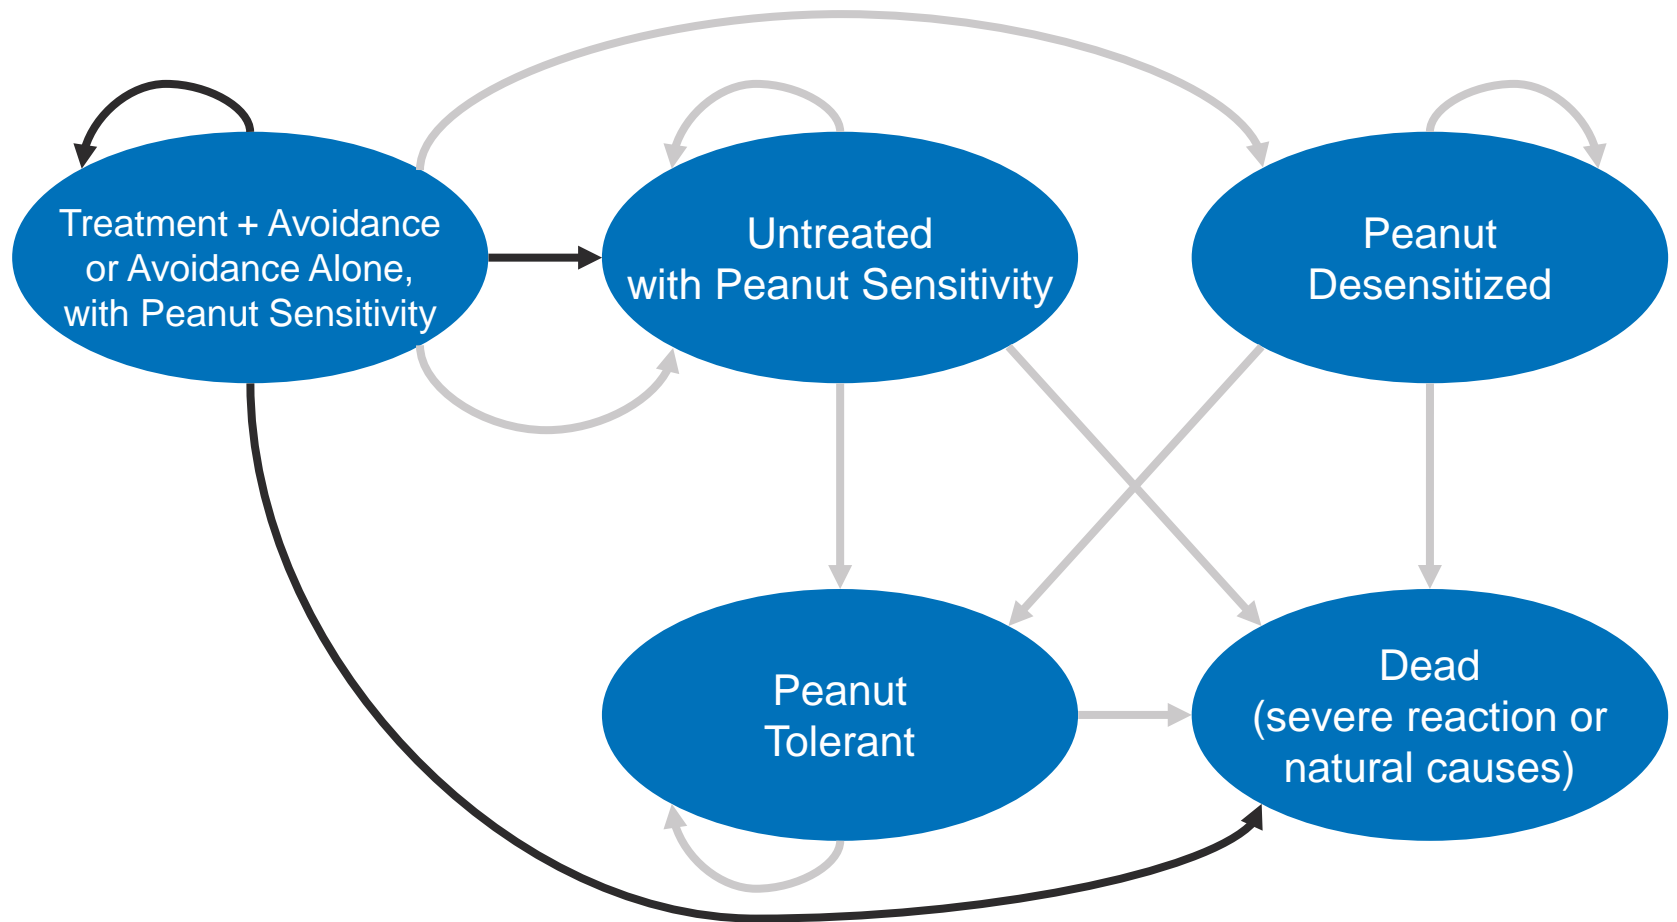 Treatment + Avoidance
or Avoidance Alone,
with Peanut Sensitivity
Untreated
with Peanut Sensitivity
Peanut
Desensitized
Peanut
Tolerant
Dead
(severe reaction or
natural causes)